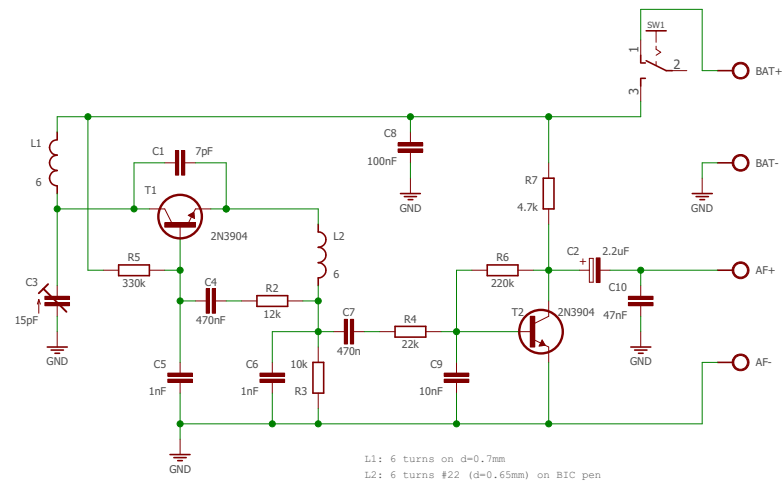 SW1
1
2
3
BAT+
L1
6
C1
7pF
C8
100nF
GND
BAT-
GND
T1
2N3904
R7
4.7k
L2
6
C3
15pF
GND
R5
330k
C4
470nF
R2
12k
R6
220k
C2
2.2uF
+
AF+
C10
47nF
GND
C7
470n
R4
22k
T2
2N3904
C5
1nF
C6
1nF
10k
R3
C9
10nF
AF-
GND
L1: 6 turns on d=0.7mm
L2: 6 turns #22 (d=0.65mm) on BIC pen